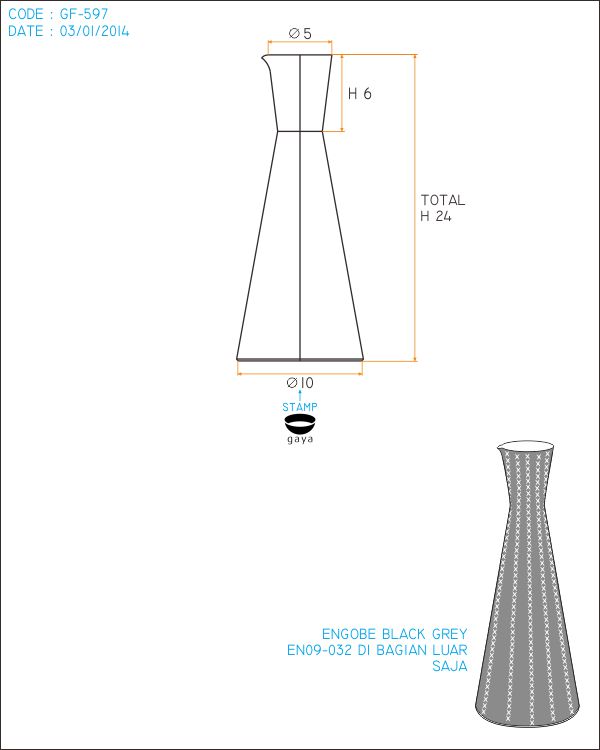 CODE : GF-597
DATE : 03/01/2014
Ø5
H 6
TOTAL
H 24
Ø10
STAMP
gaya
ENGOBE BLACK GREY
EN09-032 DI BAGIAN LUAR
SAJA